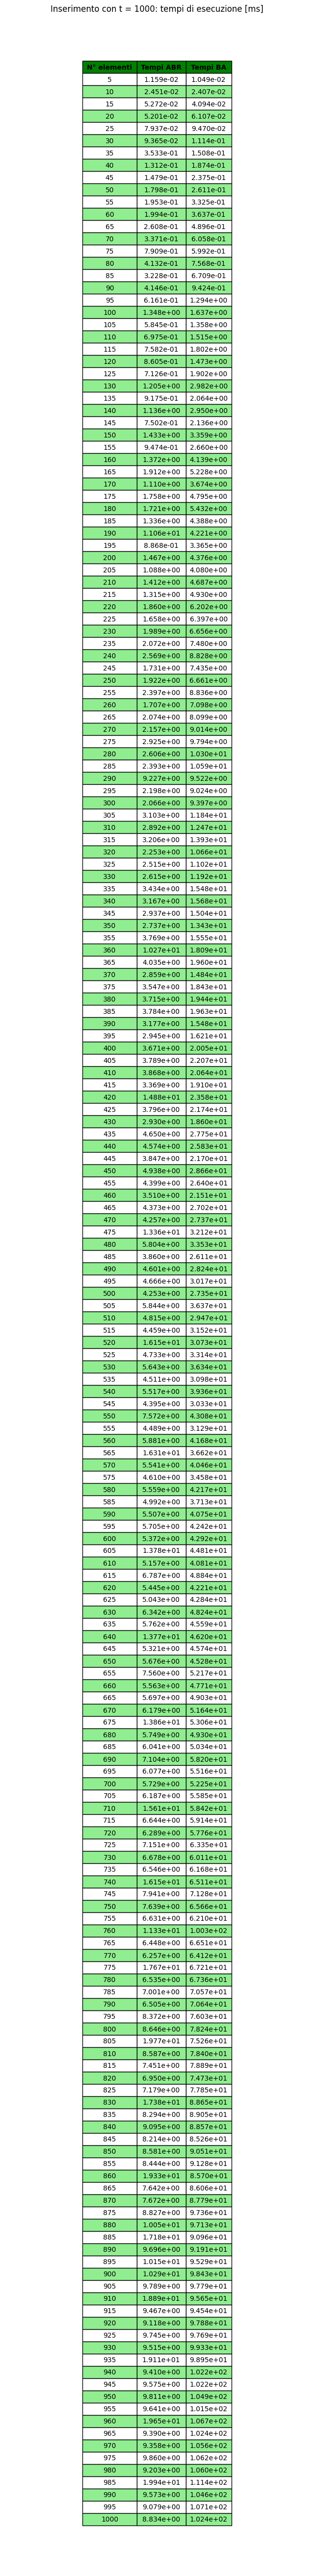 Inserimento con t = 1000: tempi di esecuzione [ms]
N° elementi Tempi ABR Tempi BA
5 1.159e-02 1.049e-02
10 2.451e-02 2.407e-02
15 5.272e-02 4.094e-02
20 5.201e-02 6.107e-02
25 7.937e-02 9.470e-02
30 9.365e-02 1.114e-01
35 3.533e-01 1.508e-01
40 1.312e-01 1.874e-01
45 1.479e-01 2.375e-01
50 1.798e-01 2.611e-01
55 1.953e-01 3.325e-01
60 1.994e-01 3.637e-01
65 2.608e-01 4.896e-01
70 3.371e-01 6.058e-01
75 7.909e-01 5.992e-01
80 4.132e-01 7.568e-01
85 3.228e-01 6.709e-01
90 4.146e-01 9.424e-01
95 6.161e-01 1.294e+00
100 1.348e+00 1.637e+00
105 5.845e-01 1.358e+00
110 6.975e-01 1.515e+00
115 7.582e-01 1.802e+00
120 8.605e-01 1.473e+00
125 7.126e-01 1.902e+00
130 1.205e+00 2.982e+00
135 9.175e-01 2.064e+00
140 1.136e+00 2.950e+00
145 7.502e-01 2.136e+00
150 1.433e+00 3.359e+00
155 9.474e-01 2.660e+00
160 1.372e+00 4.139e+00
165 1.912e+00 5.228e+00
170 1.110e+00 3.674e+00
175 1.758e+00 4.795e+00
180 1.721e+00 5.432e+00
185 1.336e+00 4.388e+00
190 1.106e+01 4.221e+00
195 8.868e-01 3.365e+00
200 1.467e+00 4.376e+00
205 1.088e+00 4.080e+00
210 1.412e+00 4.687e+00
215 1.315e+00 4.930e+00
220 1.860e+00 6.202e+00
225 1.658e+00 6.397e+00
230 1.989e+00 6.656e+00
235 2.072e+00 7.480e+00
240 2.569e+00 8.828e+00
245 1.731e+00 7.435e+00
250 1.922e+00 6.661e+00
255 2.397e+00 8.836e+00
260 1.707e+00 7.098e+00
265 2.074e+00 8.099e+00
270 2.157e+00 9.014e+00
275 2.925e+00 9.794e+00
280 2.606e+00 1.030e+01
285 2.393e+00 1.059e+01
290 9.227e+00 9.522e+00
295 2.198e+00 9.024e+00
300 2.066e+00 9.397e+00
305 3.103e+00 1.184e+01
310 2.892e+00 1.247e+01
315 3.206e+00 1.393e+01
320 2.253e+00 1.066e+01
325 2.515e+00 1.102e+01
330 2.615e+00 1.192e+01
335 3.434e+00 1.548e+01
340 3.167e+00 1.568e+01
345 2.937e+00 1.504e+01
350 2.737e+00 1.343e+01
355 3.769e+00 1.555e+01
360 1.027e+01 1.809e+01
365 4.035e+00 1.960e+01
370 2.859e+00 1.484e+01
375 3.547e+00 1.843e+01
380 3.715e+00 1.944e+01
385 3.784e+00 1.963e+01
390 3.177e+00 1.548e+01
395 2.945e+00 1.621e+01
400 3.671e+00 2.005e+01
405 3.789e+00 2.207e+01
410 3.868e+00 2.064e+01
415 3.369e+00 1.910e+01
420 1.488e+01 2.358e+01
425 3.796e+00 2.174e+01
430 2.930e+00 1.860e+01
435 4.650e+00 2.775e+01
440 4.574e+00 2.583e+01
445 3.847e+00 2.170e+01
450 4.938e+00 2.866e+01
455 4.399e+00 2.640e+01
460 3.510e+00 2.151e+01
465 4.373e+00 2.702e+01
470 4.257e+00 2.737e+01
475 1.336e+01 3.212e+01
480 5.804e+00 3.353e+01
485 3.860e+00 2.611e+01
490 4.601e+00 2.824e+01
495 4.666e+00 3.017e+01
500 4.253e+00 2.735e+01
505 5.844e+00 3.637e+01
510 4.815e+00 2.947e+01
515 4.459e+00 3.152e+01
520 1.615e+01 3.073e+01
525 4.733e+00 3.314e+01
530 5.643e+00 3.634e+01
535 4.511e+00 3.098e+01
540 5.517e+00 3.936e+01
545 4.395e+00 3.033e+01
550 7.572e+00 4.308e+01
555 4.489e+00 3.129e+01
560 5.881e+00 4.168e+01
565 1.631e+01 3.662e+01
570 5.541e+00 4.046e+01
575 4.610e+00 3.458e+01
580 5.559e+00 4.217e+01
585 4.992e+00 3.713e+01
590 5.507e+00 4.075e+01
595 5.705e+00 4.242e+01
600 5.372e+00 4.292e+01
605 1.378e+01 4.481e+01
610 5.157e+00 4.081e+01
615 6.787e+00 4.884e+01
620 5.445e+00 4.221e+01
625 5.043e+00 4.284e+01
630 6.342e+00 4.824e+01
635 5.762e+00 4.559e+01
640 1.377e+01 4.620e+01
645 5.321e+00 4.574e+01
650 5.676e+00 4.528e+01
655 7.560e+00 5.217e+01
660 5.563e+00 4.771e+01
665 5.697e+00 4.903e+01
670 6.179e+00 5.164e+01
675 1.386e+01 5.306e+01
680 5.749e+00 4.930e+01
685 6.041e+00 5.034e+01
690 7.104e+00 5.820e+01
695 6.077e+00 5.516e+01
700 5.729e+00 5.225e+01
705 6.187e+00 5.585e+01
710 1.561e+01 5.842e+01
715 6.644e+00 5.914e+01
720 6.289e+00 5.776e+01
725 7.151e+00 6.335e+01
730 6.678e+00 6.011e+01
735 6.546e+00 6.168e+01
740 1.615e+01 6.511e+01
745 7.941e+00 7.128e+01
750 7.639e+00 6.566e+01
755 6.631e+00 6.210e+01
760 1.133e+01 1.003e+02
765 6.448e+00 6.651e+01
770 6.257e+00 6.412e+01
775 1.767e+01 6.721e+01
780 6.535e+00 6.736e+01
785 7.001e+00 7.057e+01
790 6.505e+00 7.064e+01
795 8.372e+00 7.603e+01
800 8.646e+00 7.824e+01
805 1.977e+01 7.526e+01
810 8.587e+00 7.840e+01
815 7.451e+00 7.889e+01
820 6.950e+00 7.473e+01
825 7.179e+00 7.785e+01
830 1.738e+01 8.865e+01
835 8.294e+00 8.905e+01
840 9.095e+00 8.857e+01
845 8.214e+00 8.526e+01
850 8.581e+00 9.051e+01
855 8.444e+00 9.128e+01
860 1.933e+01 8.570e+01
865 7.642e+00 8.606e+01
870 7.672e+00 8.779e+01
875 8.827e+00 9.736e+01
880 1.005e+01 9.713e+01
885 1.718e+01 9.096e+01
890 9.696e+00 9.191e+01
895 1.015e+01 9.529e+01
900 1.029e+01 9.843e+01
905 9.789e+00 9.779e+01
910 1.889e+01 9.565e+01
915 9.467e+00 9.454e+01
920 9.118e+00 9.788e+01
925 9.745e+00 9.769e+01
930 9.515e+00 9.933e+01
935 1.911e+01 9.895e+01
940 9.410e+00 1.022e+02
945 9.575e+00 1.022e+02
950 9.811e+00 1.049e+02
955 9.641e+00 1.015e+02
960 1.965e+01 1.067e+02
965 9.390e+00 1.024e+02
970 9.358e+00 1.056e+02
975 9.860e+00 1.062e+02
980 9.203e+00 1.060e+02
985 1.994e+01 1.114e+02
990 9.573e+00 1.046e+02
995 9.079e+00 1.071e+02
1000 8.834e+00 1.024e+02